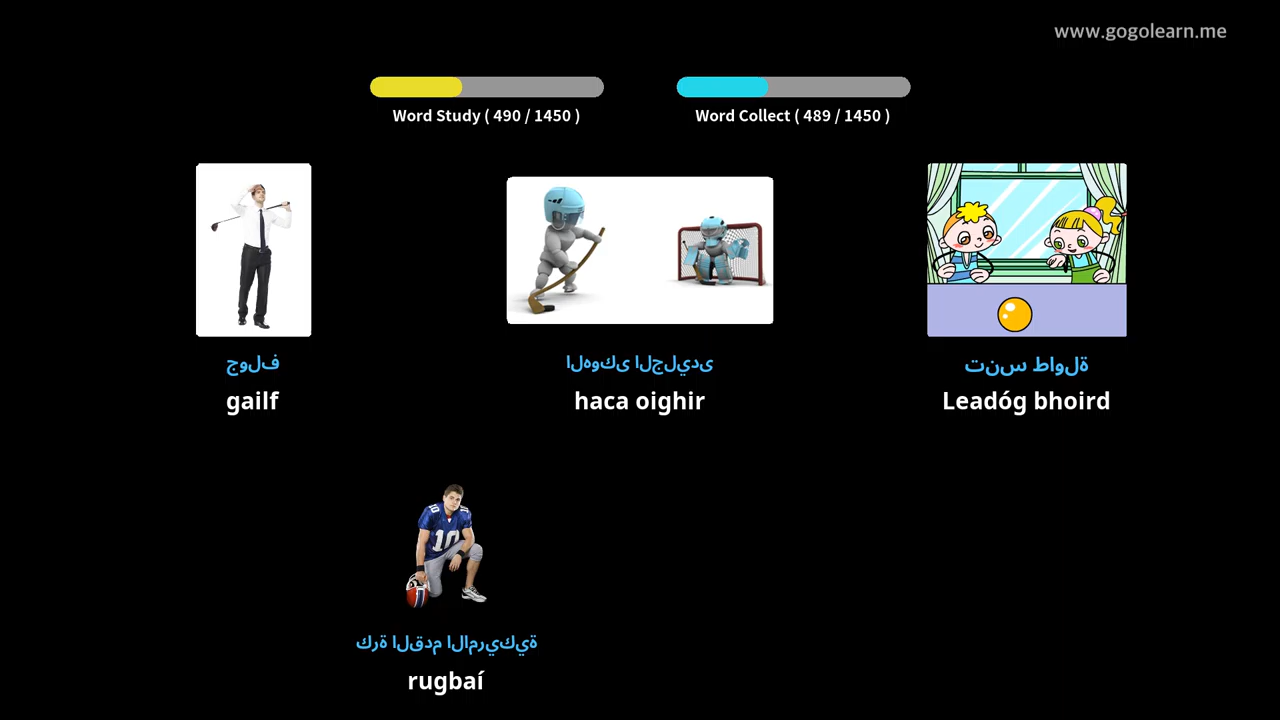 www.gogolearn.me
Word Study ( 490 / 1450 )
Word Collect ( 489 / 1450 )
جولف
gailf
الهوكى الجليدى
haca oighir
تنس طاولة
Leadóg bhoird
10
كرة القدم الامريكية
rugbaí